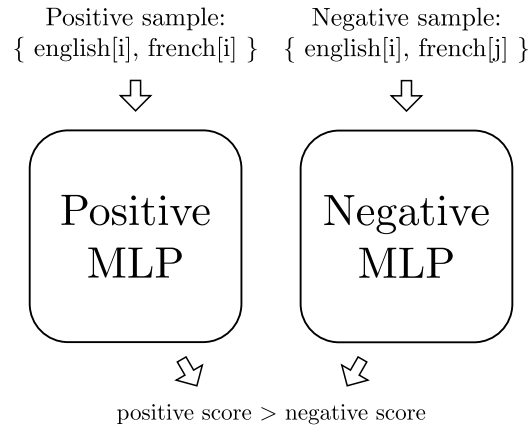 Positive sample:
{ english[i], french[i] }
Negative sample:
{ english[i], french[j] }
Positive
MLP
Negative
MLP
positive score > negative score